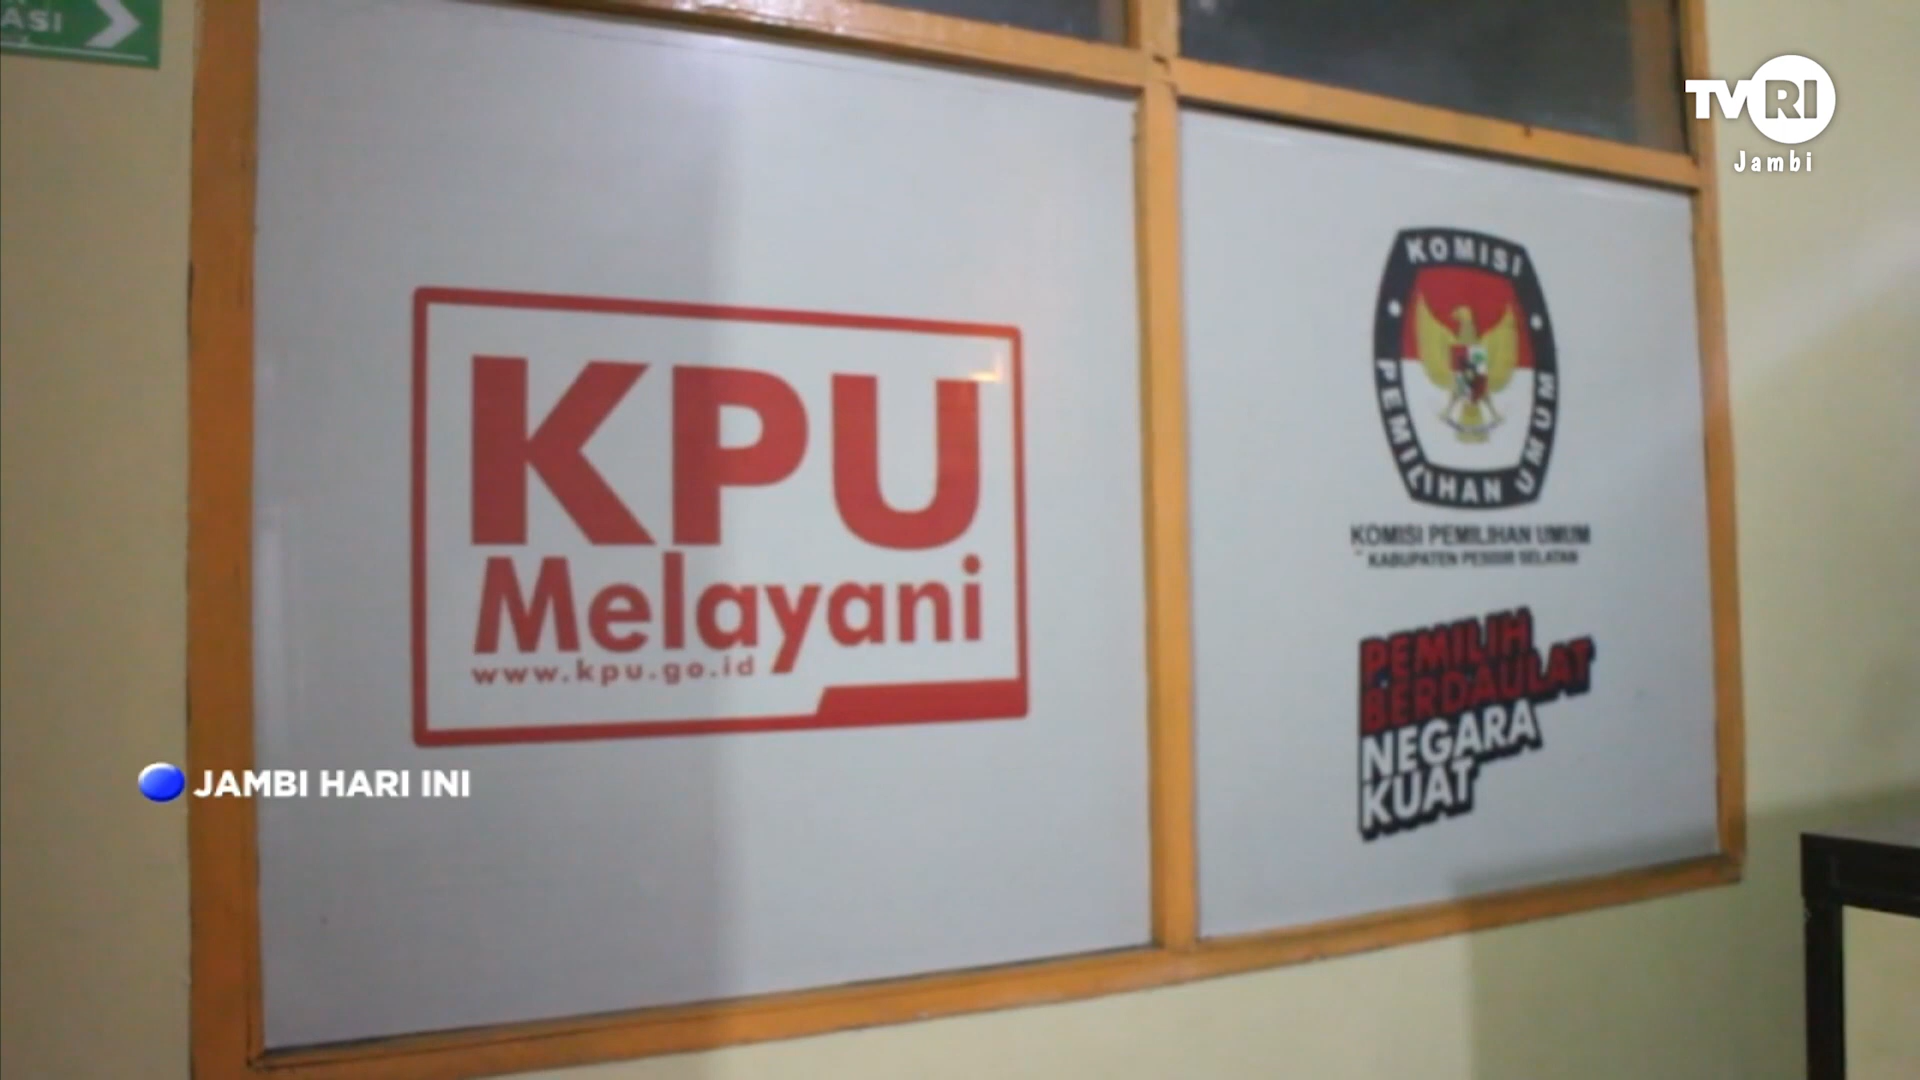 ASI
TVRI
Jambi
KOMISI
PEMILIHAN UMUM
KPU
Melayani
www.kpu.go.id
KOMISI PEMILIHAN UMUM
KABUPATEN PESISIR SELATAN
PEMILIH
BERDAULAT
NEGARA
KUAT
JAMBI HARI INI